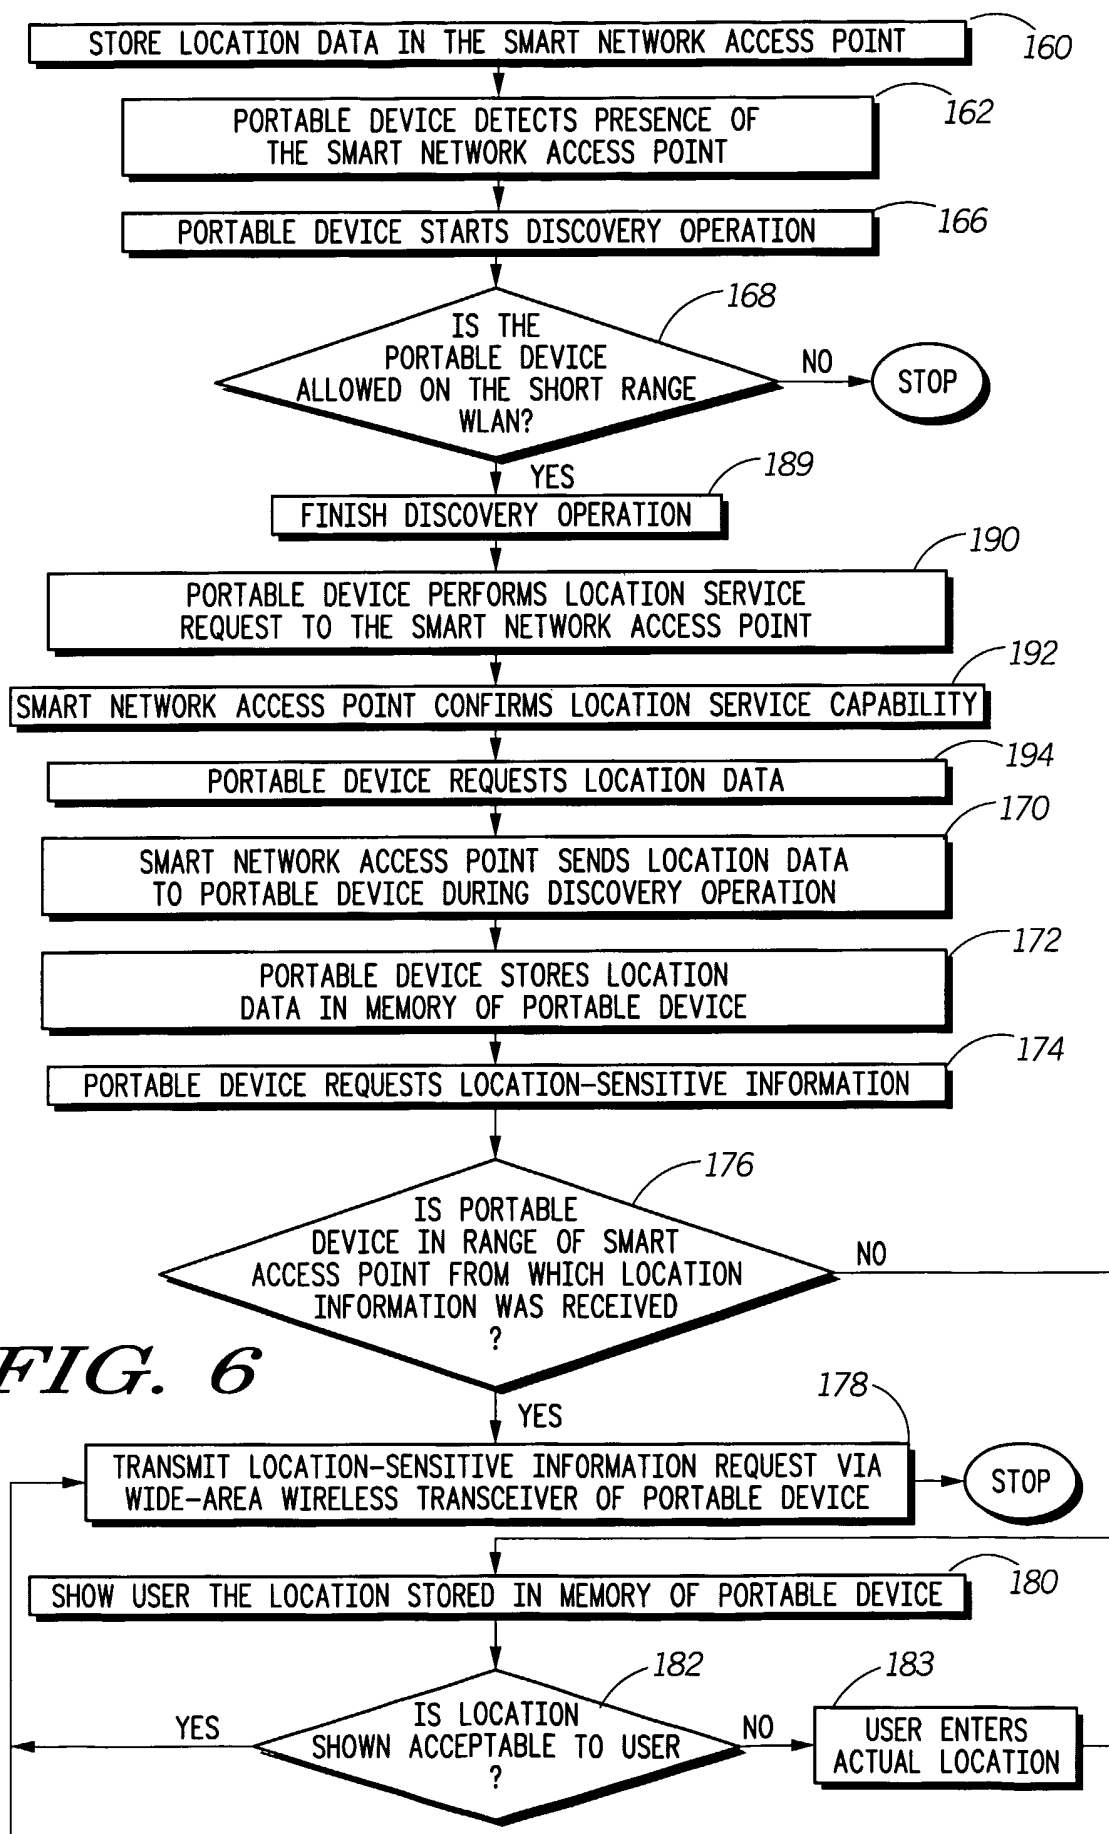 STORE LOCATION DATA IN THE SMART NETWORK ACCESS POINT
160
PORTABLE DEVICE DETECTS PRESENCE OF
THE SMART NETWORK ACCESS POINT
162
PORTABLE DEVICE STARTS DISCOVERY OPERATION
166
IS THE
PORTABLE DEVICE
ALLOWED ON THE SHORT RANGE
WLAN?
168
NO
STOP
YES
FINISH DISCOVERY OPERATION
189
PORTABLE DEVICE PERFORMS LOCATION SERVICE
REQUEST TO THE SMART NETWORK ACCESS POINT
190
SMART NETWORK ACCESS POINT CONFIRMS LOCATION SERVICE CAPABILITY
192
PORTABLE DEVICE REQUESTS LOCATION DATA
194
SMART NETWORK ACCESS POINT SENDS LOCATION DATA
TO PORTABLE DEVICE DURING DISCOVERY OPERATION
170
PORTABLE DEVICE STORES LOCATION
DATA IN MEMORY OF PORTABLE DEVICE
172
PORTABLE DEVICE REQUESTS LOCATION-SENSITIVE INFORMATION
174
IS PORTABLE
DEVICE IN RANGE OF SMART
ACCESS POINT FROM WHICH LOCATION
INFORMATION WAS RECEIVED
?
176
NO
FIG. 6
YES
TRANSMIT LOCATION-SENSITIVE INFORMATION REQUEST VIA
WIDE-AREA WIRELESS TRANSCEIVER OF PORTABLE DEVICE
178
STOP
SHOW USER THE LOCATION STORED IN MEMORY OF PORTABLE DEVICE
180
IS LOCATION
SHOWN ACCEPTABLE TO USER
?
182
YES
NO
USER ENTERS
ACTUAL LOCATION
183